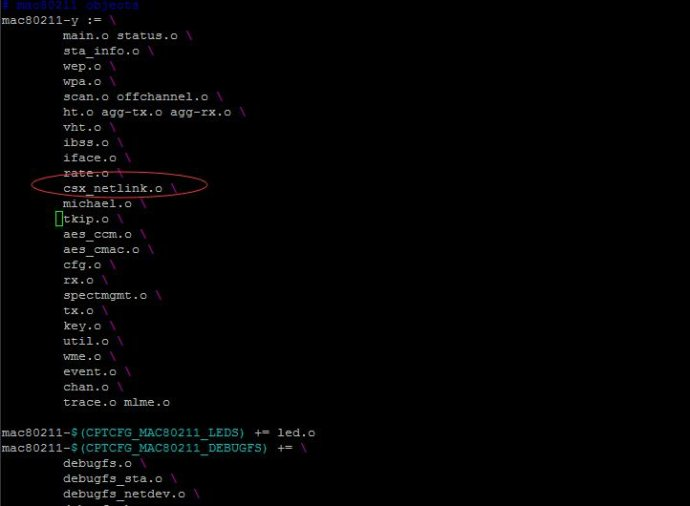 # mac80211 objects
mac80211-y := \
main.o status.o \
sta_info.o \
wep.o \
wpa.o \
scan.o offchannel.o \
ht.o agg-tx.o agg-rx.o \
vht.o \
ibss.o \
iface.o \
rate.o \
csx_netlink.o \
michael.o \
tkip.o \
aes_ccm.o \
aes_cmac.o \
cfg.o \
rx.o \
spectmgmt.o \
tx.o \
key.o \
util.o \
wme.o \
event.o \
chan.o \
trace.o mlme.o
mac80211-$(CPTCFG_MAC80211_LEDS) += led.o
mac80211-$(CPTCFG_MAC80211_DEBUGFS) += \
debugfs.o \
debugfs_sta.o \
debugfs_netdev.o \